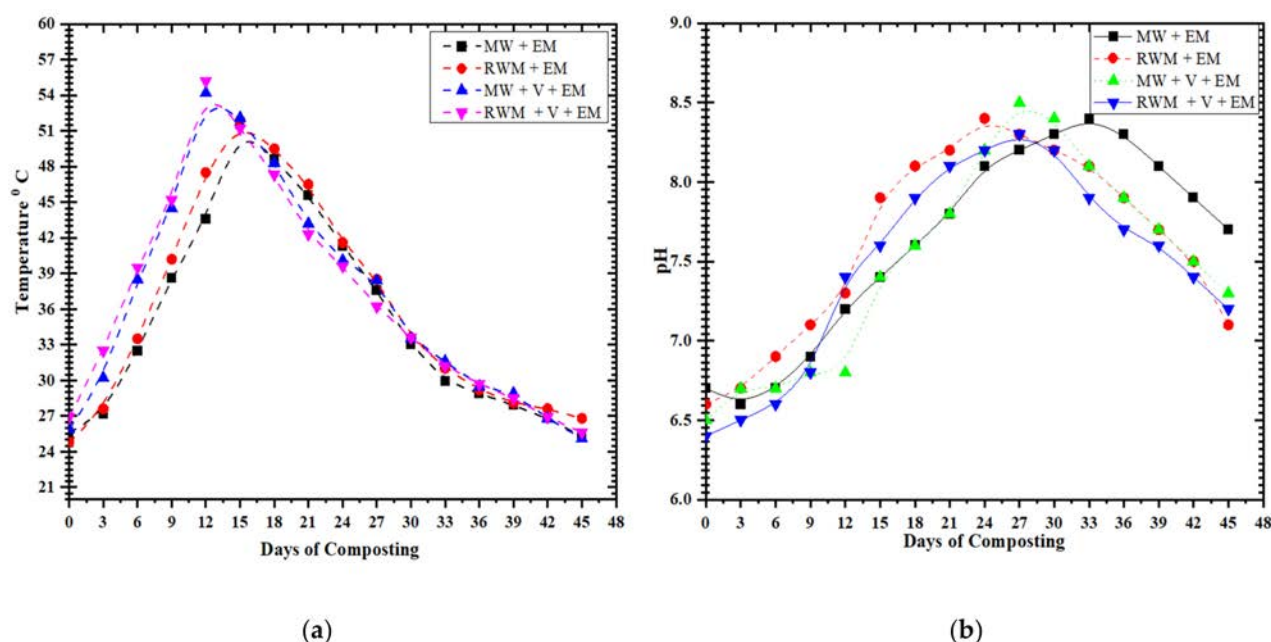 60
57
54
51
48
45
42
39
36
33
30
27
24
21
Temperature ⁰ C
MW + EM
RWM + EM
MW + V + EM
RWM + V + EM
0 3 6 9 12 15 18 21 24 27 30 33 36 39 42 45 48
Days of Composting
(a)
9.0
8.5
8.0
7.5
7.0
6.5
6.0
pH
MW + EM
RWM + EM
MW + V + EM
RWM + V + EM
0 3 6 9 12 15 18 21 24 27 30 33 36 39 42 45 48
Days of Composting
(b)